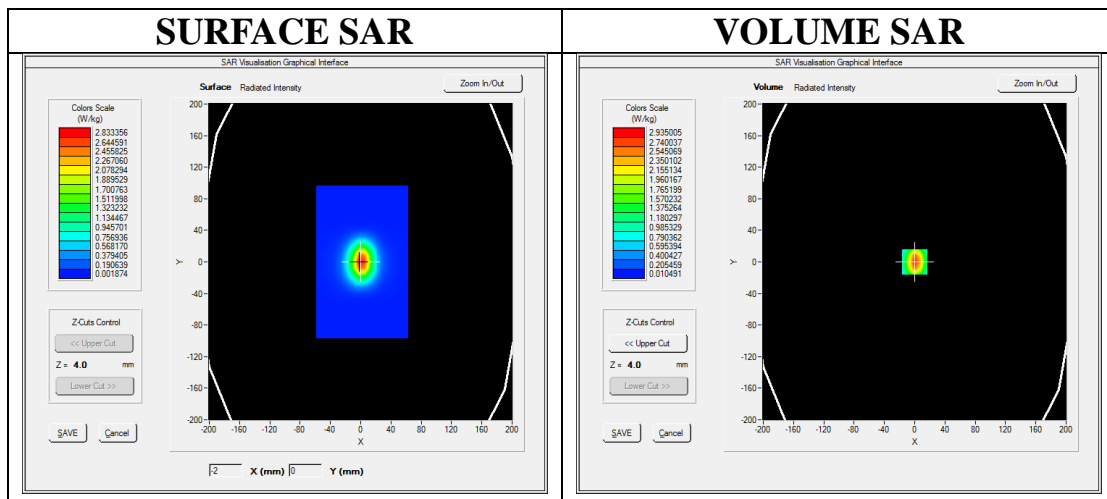 SURFACE SAR
SAR Visualisation Graphical Interface
Surface Radiated Intensity
Zoom In/Out
Colors Scale
(W/kg)
2.833356
2.644591
2.455825
2.267060
2.078294
1.889529
1.700763
1.511998
1.323232
1.134467
0.945701
0.756936
0.568170
0.379405
0.190639
0.001874
Z-Cuts Control
<< Upper Cut
Z = 4.0 mm
Lower Cut >>
SAVE Cancel
200
160
120
80
40
0
-40
-80
-120
-160
-200
Y
-200 -160 -120 -80 -40 0 40 80 120 160 200
X
-2 X (mm) 0 Y (mm)
VOLUME SAR
SAR Visualisation Graphical Interface
Volume Radiated Intensity
Zoom In/Out
Colors Scale
(W/kg)
2.935005
2.740037
2.545069
2.350102
2.155134
1.960167
1.765199
1.570232
1.375264
1.180297
0.985329
0.790362
0.595394
0.400427
0.205459
0.010491
Z-Cuts Control
<< Upper Cut
Z = 4.0 mm
Lower Cut >>
SAVE Cancel
200
160
120
80
40
0
-40
-80
-120
-160
-200
Y
-200 -160 -120 -80 -40 0 40 80 120 160 200
X